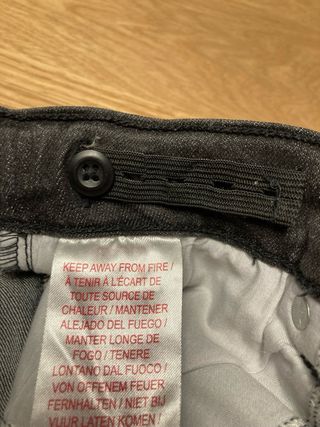 KEEP AWAY FROM FIRE /
À TENIR À L'ÉCART DE
TOUTE SOURCE DE
CHALEUR / MANTENER
ALEJADO DEL FUEGO /
MANTER LONGE DE
FOGO / TENERE
LONTANO DAL FUOCO /
VON OFFENEM FEUER
FERNHALTEN / NIET BIJ
VUUR LATEN KOMEN /